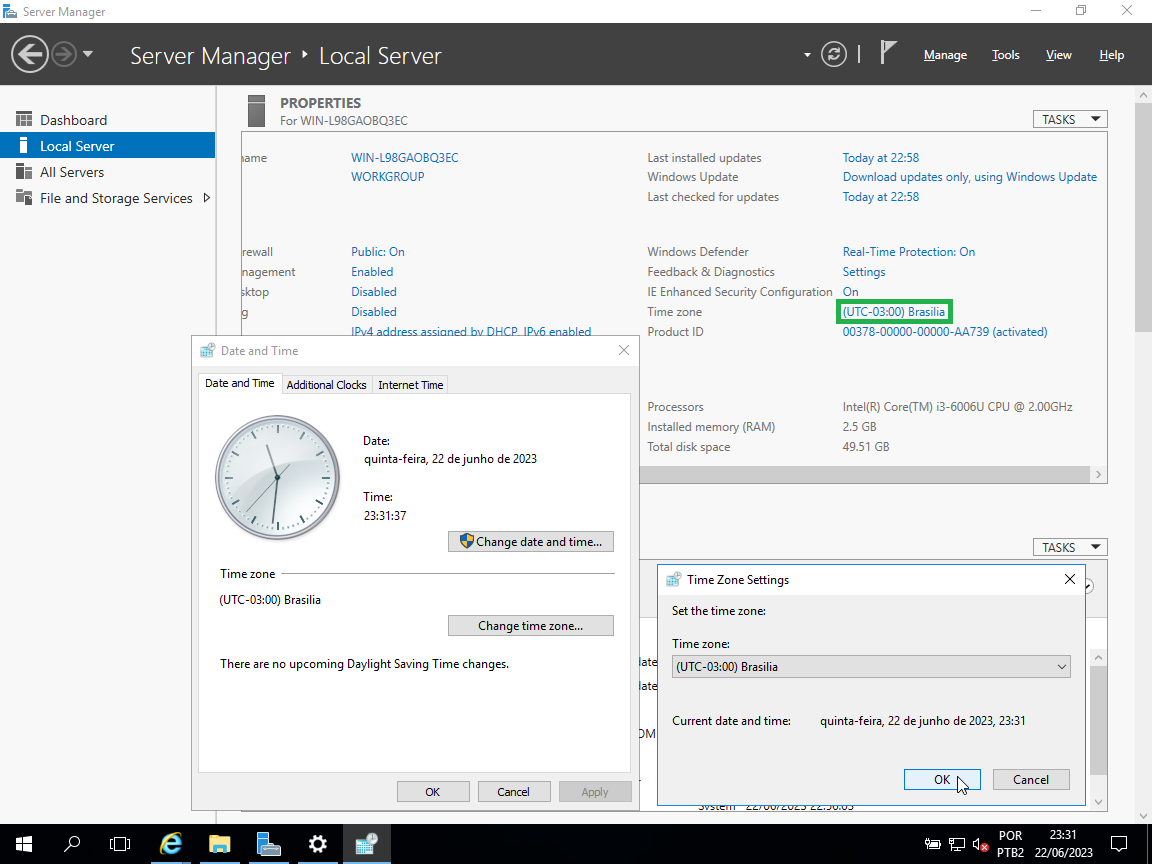 Server Manager
Server Manager ‣ Local Server
Manage Tools View Help
Dashboard
Local Server
All Servers
File and Storage Services
PROPERTIES
For WIN-L98GAOBQ3EC
TASKS
name WIN-L98GAOBQ3EC
WORKGROUP
Last installed updates Today at 22:58
Windows Update Download updates only, using Windows Update
Last checked for updates Today at 22:58
rewall Public: On
nagement Enabled
sktop Disabled
g Disabled
IPv4 address assigned by DHCP, IPv6 enabled
Windows Defender Real-Time Protection: On
Feedback & Diagnostics Settings
IE Enhanced Security Configuration On
Time zone (UTC-03:00) Brasilia
Product ID 00378-00000-00000-AA739 (activated)
Processors Intel(R) Core(TM) i3-6006U CPU @ 2.00GHz
Installed memory (RAM) 2.5 GB
Total disk space 49.51 GB
TASKS
Date and Time
Date and Time Additional Clocks Internet Time
Date:
quinta-feira, 22 de junho de 2023
Time:
23:31:37
Change date and time...
Time zone
(UTC-03:00) Brasilia
Change time zone...
There are no upcoming Daylight Saving Time changes.
OK Cancel Apply
Time Zone Settings
Set the time zone:
Time zone:
(UTC-03:00) Brasilia
Current date and time: quinta-feira, 22 de junho de 2023, 23:31
OK Cancel
late
late
OM
System
POR
PTB2
23:31
22/06/2023